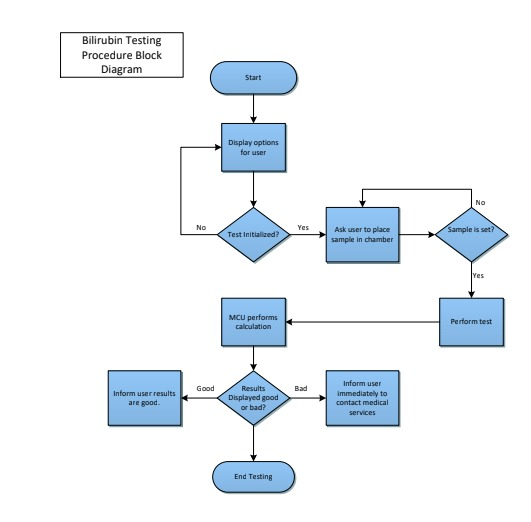 Bilirubin Testing
Procedure Block
Diagram
Start
Display options
for user
Test Initialized?
No
Yes
Ask user to place
sample in chamber
No
Sample is set?
Yes
MCU performs
calculation
Perform test
Good
Bad
Inform user results
are good.
Results
Displayed good
or bad?
Inform user
immediately to
contact medical
services
End Testing